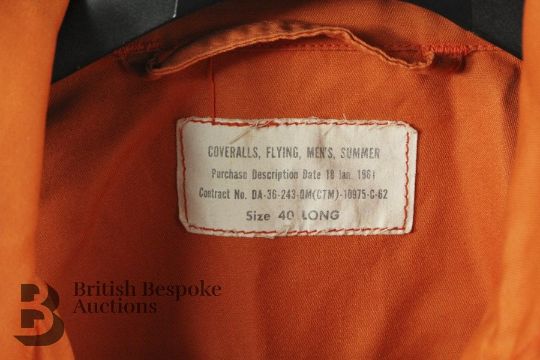 COVERALLS, FLYING, MEN'S, SUMMER
Purchase Description Date 18 Jan. 1961
Contract No. DA-36-243-QM(CTM)-10975-C-62
Size 40 LONG
British Bespoke
Auctions